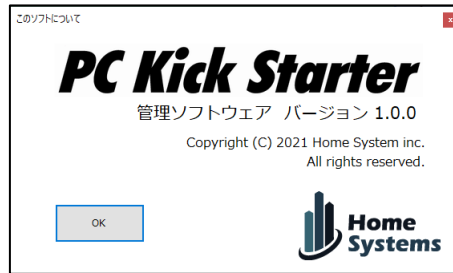 このソフトについて
PC Kick Starter
管理ソフトウェア バージョン 1.0.0
Copyright (C) 2021 Home System inc.
All rights reserved.
OK
Home
Systems